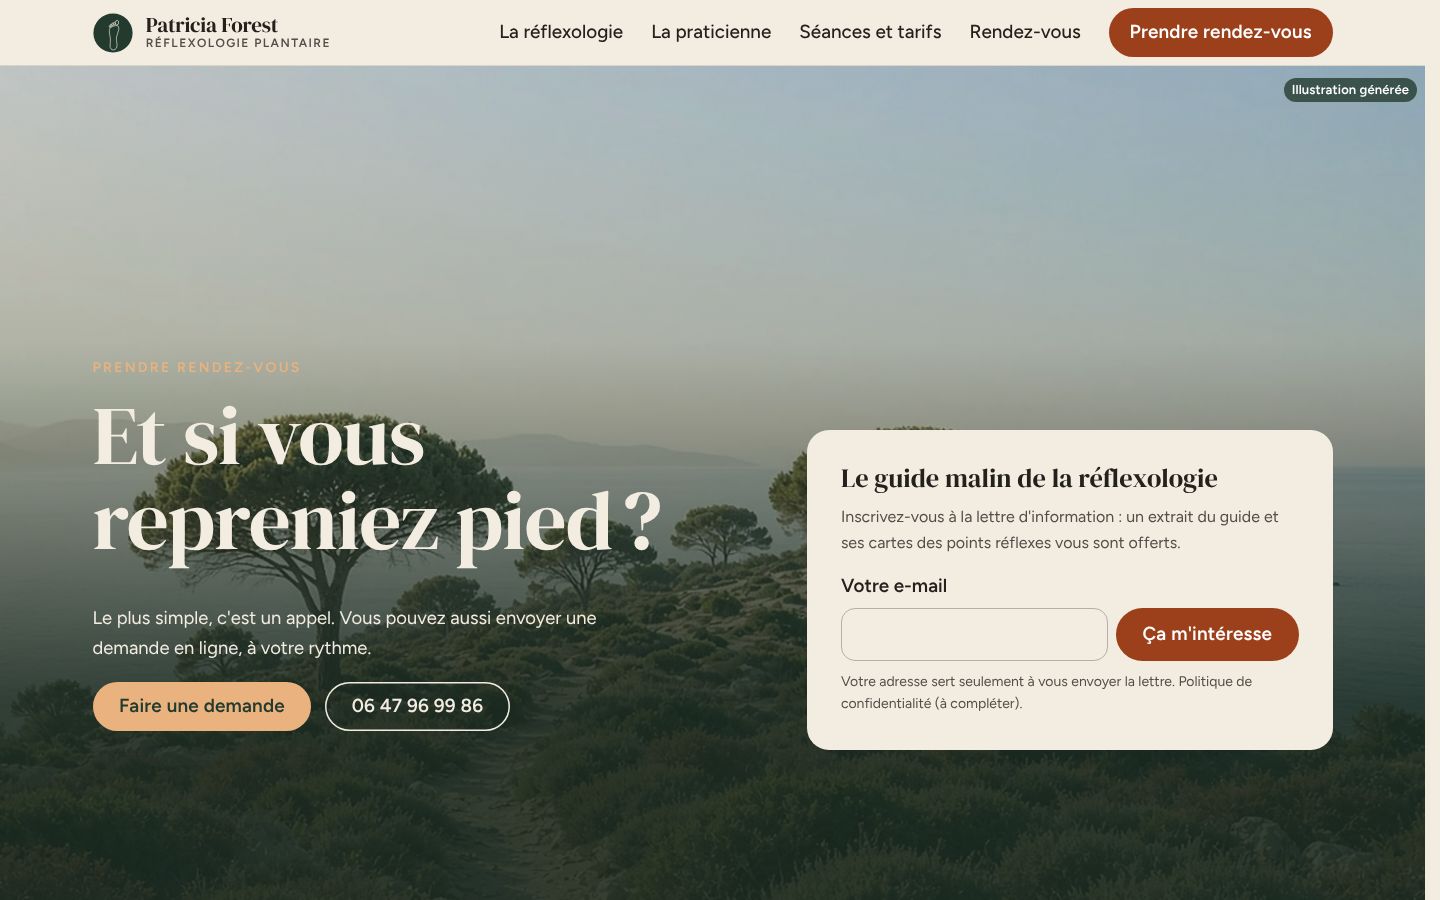 Patricia Forest
RÉFLEXOLOGIE PLANTAIRE
La réflexologie
La praticienne
Séances et tarifs
Rendez-vous
Prendre rendez-vous
Illustration générée
PRENDRE RENDEZ-VOUS
Et si vous
repreniez pied ?
Le plus simple, c'est un appel. Vous pouvez aussi envoyer une
demande en ligne, à votre rythme.
Faire une demande
06 47 96 99 86
Le guide malin de la réflexologie
Inscrivez-vous à la lettre d'information : un extrait du guide et
ses cartes des points réflexes vous sont offerts.
Votre e-mail
Ça m'intéresse
Votre adresse sert seulement à vous envoyer la lettre. Politique de
confidentialité (à compléter).